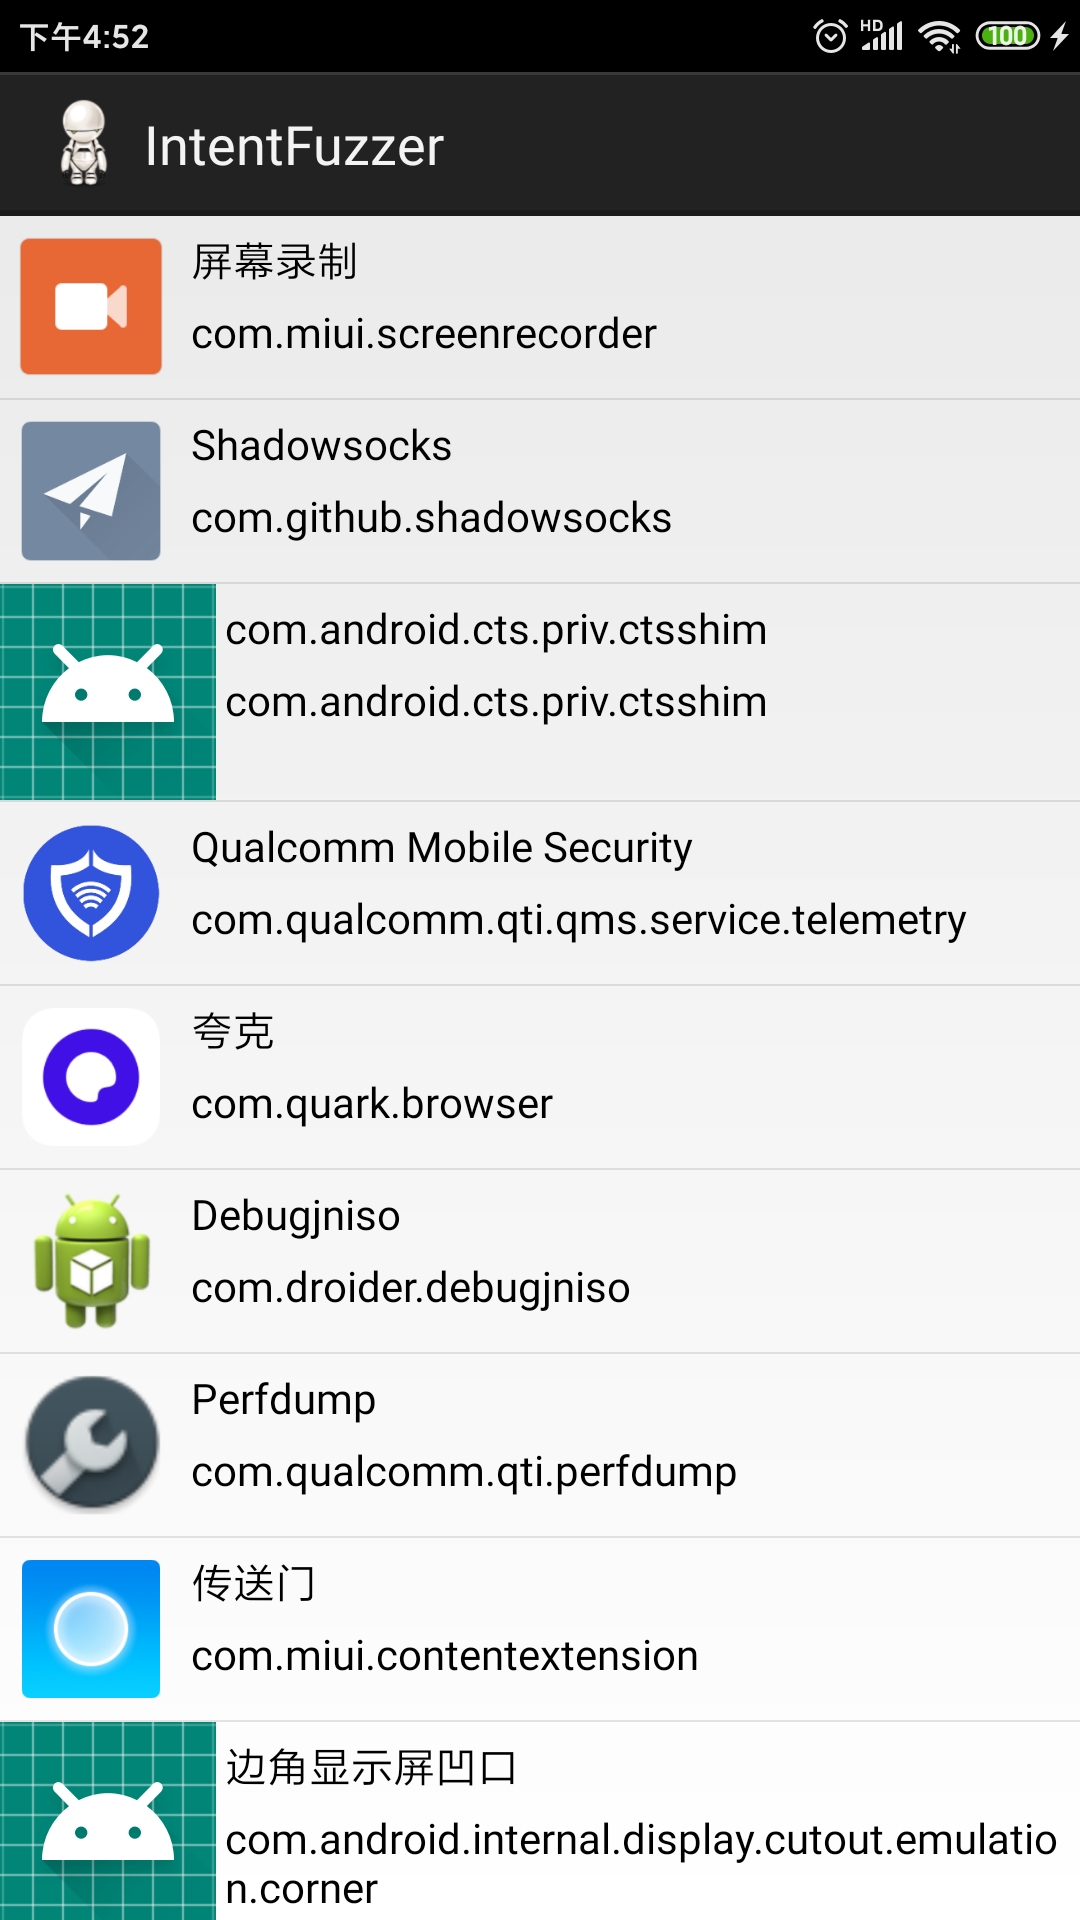 下午4:52
HD
100
IntentFuzzer
屏幕录制
com.miui.screenrecorder
Shadowsocks
com.github.shadowsocks
com.android.cts.priv.ctsshim
com.android.cts.priv.ctsshim
Qualcomm Mobile Security
com.qualcomm.qti.qms.service.telemetry
夸克
com.quark.browser
Debugjniso
com.droider.debugjniso
Perfdump
com.qualcomm.qti.perfdump
传送门
com.miui.contentextension
边角显示屏凹口
com.android.internal.display.cutout.emulatio
n.corner